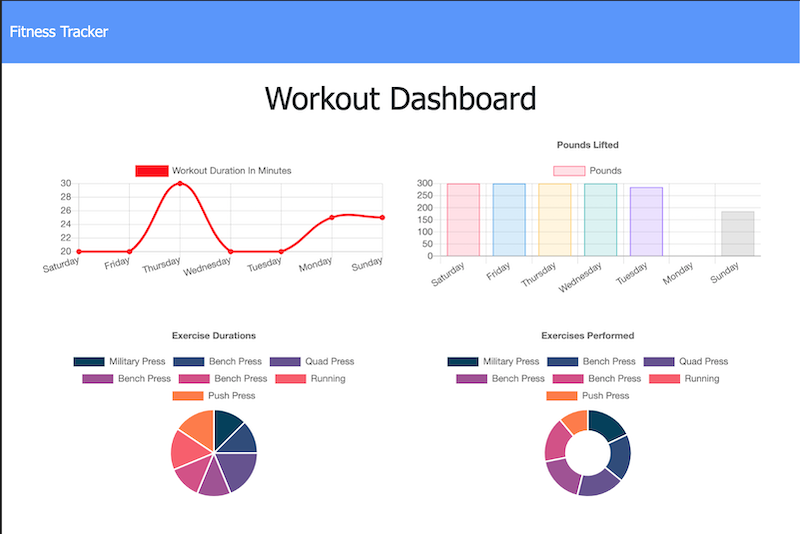 Fitness Tracker
Workout Dashboard
Workout Duration In Minutes
30
28
26
24
22
20
Saturday Friday Thursday Wednesday Tuesday Monday Sunday
Pounds Lifted
Pounds
300
250
200
150
100
50
0
Saturday Friday Thursday Wednesday Tuesday Monday Sunday
Exercise Durations
Military Press Bench Press Quad Press
Bench Press Bench Press Running
Push Press
Exercises Performed
Military Press Bench Press Quad Press
Bench Press Bench Press Running
Push Press